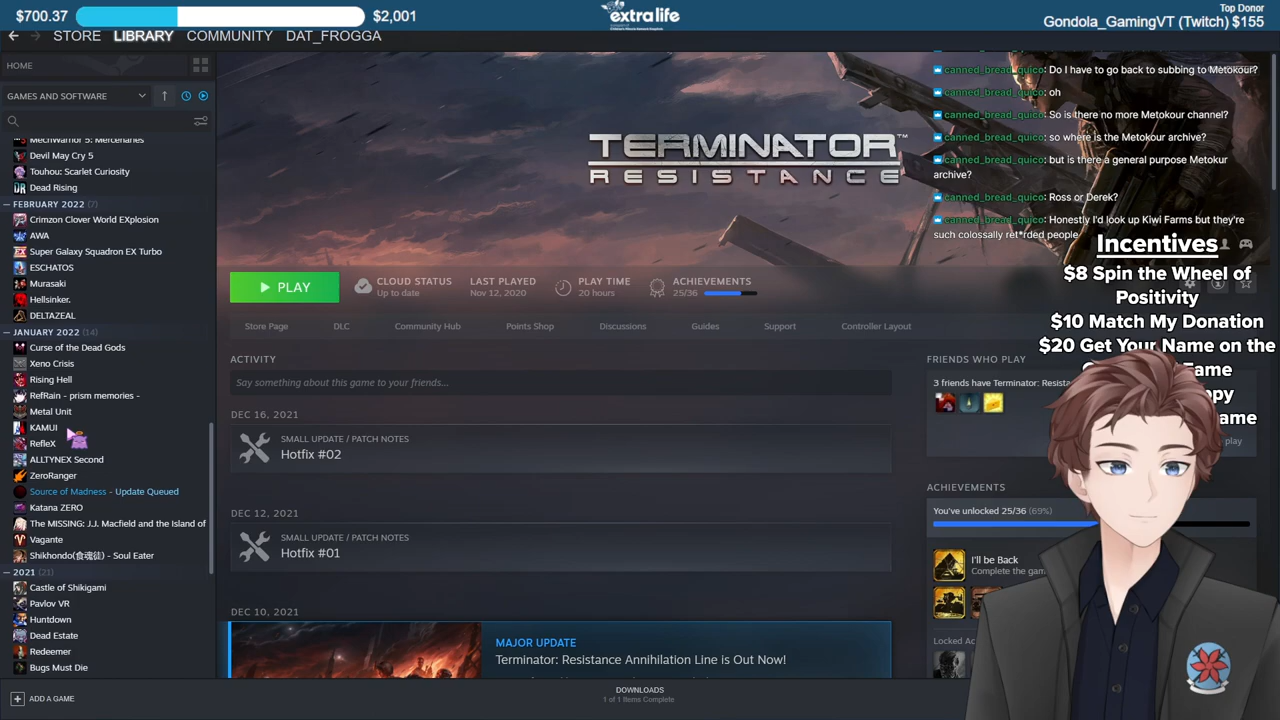 $700.37
$2,001
extralife
Top Donor
Gondola_GamingVT (Twitch) $155
STORE LIBRARY COMMUNITY DAT_FROGGA
HOME
GAMES AND SOFTWARE
MechWarrior 5: Mercenaries
Devil May Cry 5
Touhou: Scarlet Curiosity
Dead Rising
FEBRUARY 2022 (7)
Crimzon Clover World EXplosion
AWA
Super Galaxy Squadron EX Turbo
ESCHATOS
Murasaki
Hellsinker.
DELTAZEAL
JANUARY 2022 (14)
Curse of the Dead Gods
Xeno Crisis
Rising Hell
RefRain - prism memories -
Metal Unit
KAMUI
RefleX
ALLTYNEX Second
ZeroRanger
Source of Madness - Update Queued
Katana ZERO
The MISSING: J.J. Macfield and the Island of
Vagante
Shikhondo(食魂徒) - Soul Eater
2021 (21)
Castle of Shikigami
Pavlov VR
Huntdown
Dead Estate
Redeemer
Bugs Must Die
ADD A GAME
TERMINATOR™
RESISTANCE
PLAY
CLOUD STATUS
Up to date
LAST PLAYED
Nov 12, 2020
PLAY TIME
20 hours
ACHIEVEMENTS
25/36
Store Page DLC Community Hub Points Shop Discussions Guides Support Controller Layout
ACTIVITY
Say something about this game to your friends...
DEC 16, 2021
SMALL UPDATE / PATCH NOTES
Hotfix #02
DEC 12, 2021
SMALL UPDATE / PATCH NOTES
Hotfix #01
DEC 10, 2021
MAJOR UPDATE
Terminator: Resistance Annihilation Line is Out Now!
DOWNLOADS
1 of 1 Items Complete
canned_bread_quico: Do I have to go back to subbing to Metokour?
canned_bread_quico: oh
canned_bread_quico: So is there no more Metokour channel?
canned_bread_quico: so where is the Metokour archive?
canned_bread_quico: but is there a general purpose Metokur
archive?
canned_bread_quico: Ross or Derek?
canned_bread_quico: Honestly I'd look up Kiwi Farms but they're
such colossally ret*rded people
Incentives
$8 Spin the Wheel of
Positivity
$10 Match My Donation
$20 Get Your Name on the
ame
ppy
ame
FRIENDS WHO PLAY
3 friends have Terminator: Resista
play
ACHIEVEMENTS
You've unlocked 25/36 (69%)
I'll be Back
Complete the gam
Locked Ac